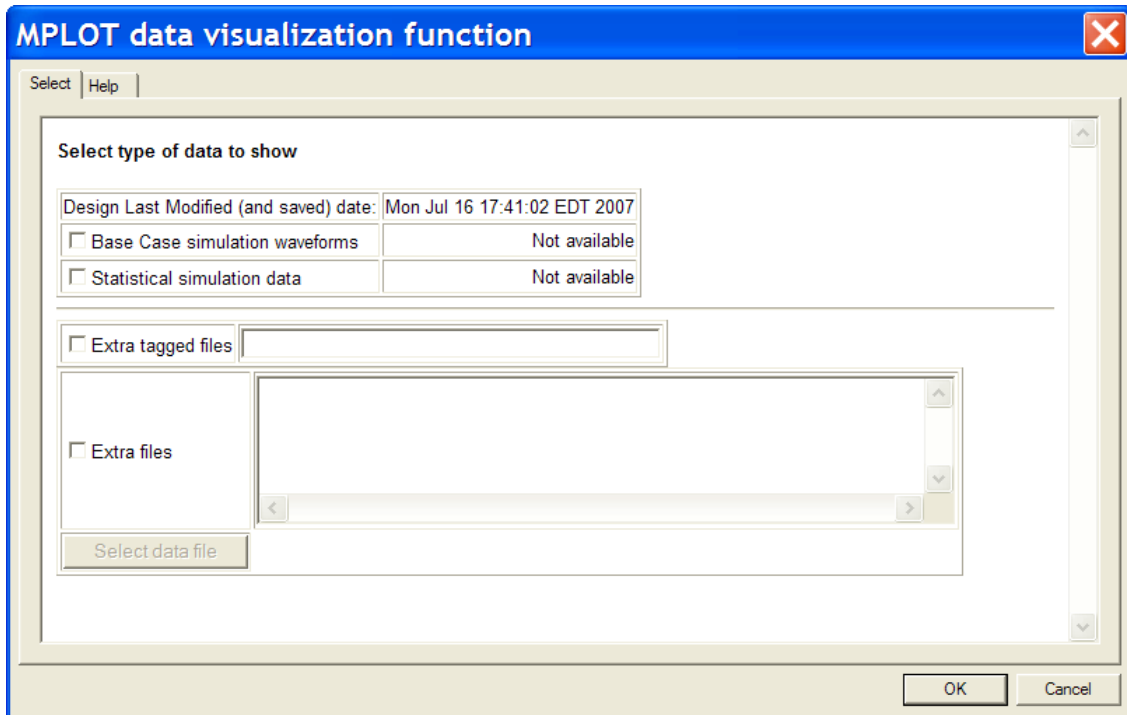 MPLOT data visualization function
Select Help
Select type of data to show
Design Last Modified (and saved) date: Mon Jul 16 17:41:02 EDT 2007
Base Case simulation waveforms Not available
Statistical simulation data Not available
Extra tagged files
Extra files
Select data file
OK Cancel